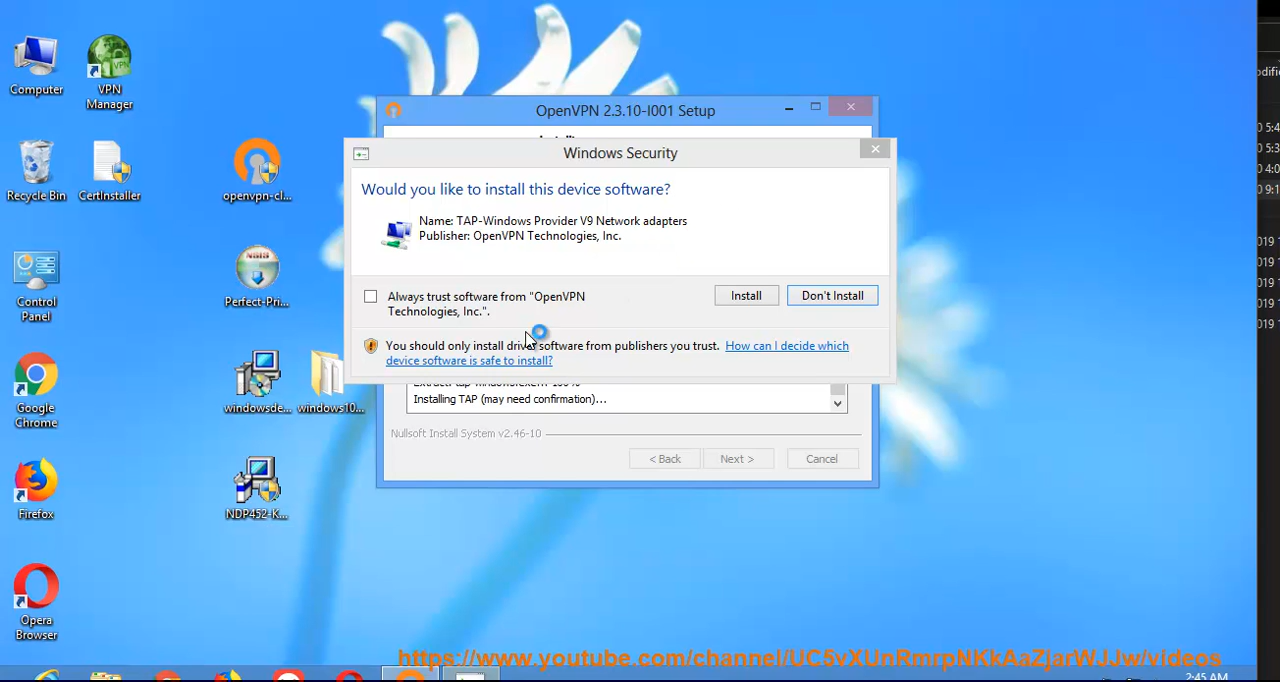 Computer
VPN
Manager
Recycle Bin
CertInstaller
openvpn-cl...
Control
Panel
Perfect-Pri...
Google
Chrome
windowsde...
windows10...
Firefox
NDP452-K...
Opera
Browser
OpenVPN 2.3.10-I001 Setup
Windows Security
Would you like to install this device software?
Name: TAP-Windows Provider V9 Network adapters
Publisher: OpenVPN Technologies, Inc.
Always trust software from "OpenVPN
Technologies, Inc.".
Install
Don't Install
You should only install driver software from publishers you trust. How can I decide which
device software is safe to install?
Installing TAP (may need confirmation)...
Nullsoft Install System v2.46-10
< Back
Next >
Cancel
https://www.youtube.com/channel/UC5vXUnRmrpNKkAaZjarWJJw/videos
2:45 AM